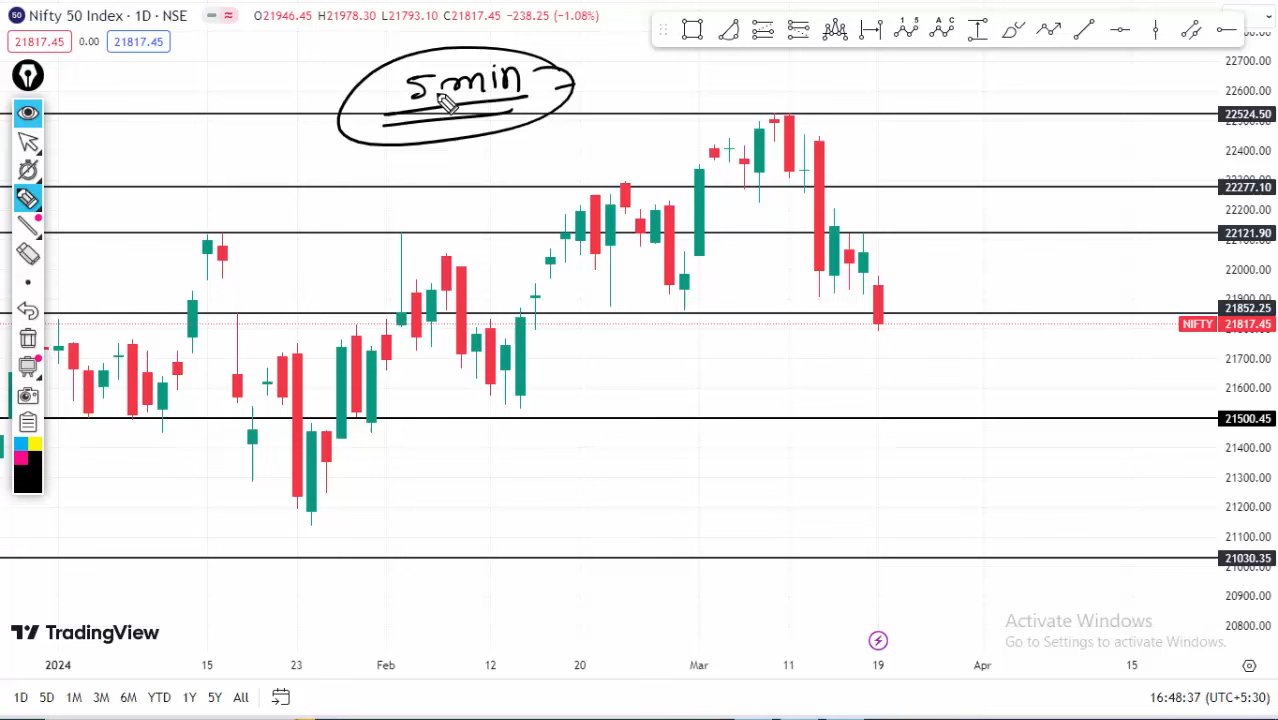 50 Nifty 50 Index · 1D · NSE O21946.45 H21978.30 L21793.10 C21817.45 −238.25 (−1.08%)
21817.45 0.00 21817.45
5 min
22700.00
22600.00
22524.50
22400.00
22277.10
22200.00
22121.90
22000.00
21900.00
21852.25
NIFTY 21817.45
21700.00
21600.00
21500.45
21400.00
21300.00
21200.00
21100.00
21030.35
20900.00
20800.00
Activate Windows
Go to Settings to activate Windows.
TradingView
2024 15 23 Feb 12 20 Mar 11 19 Apr 15
1D 5D 1M 3M 6M YTD 1Y 5Y All 16:48:37 (UTC+5:30)